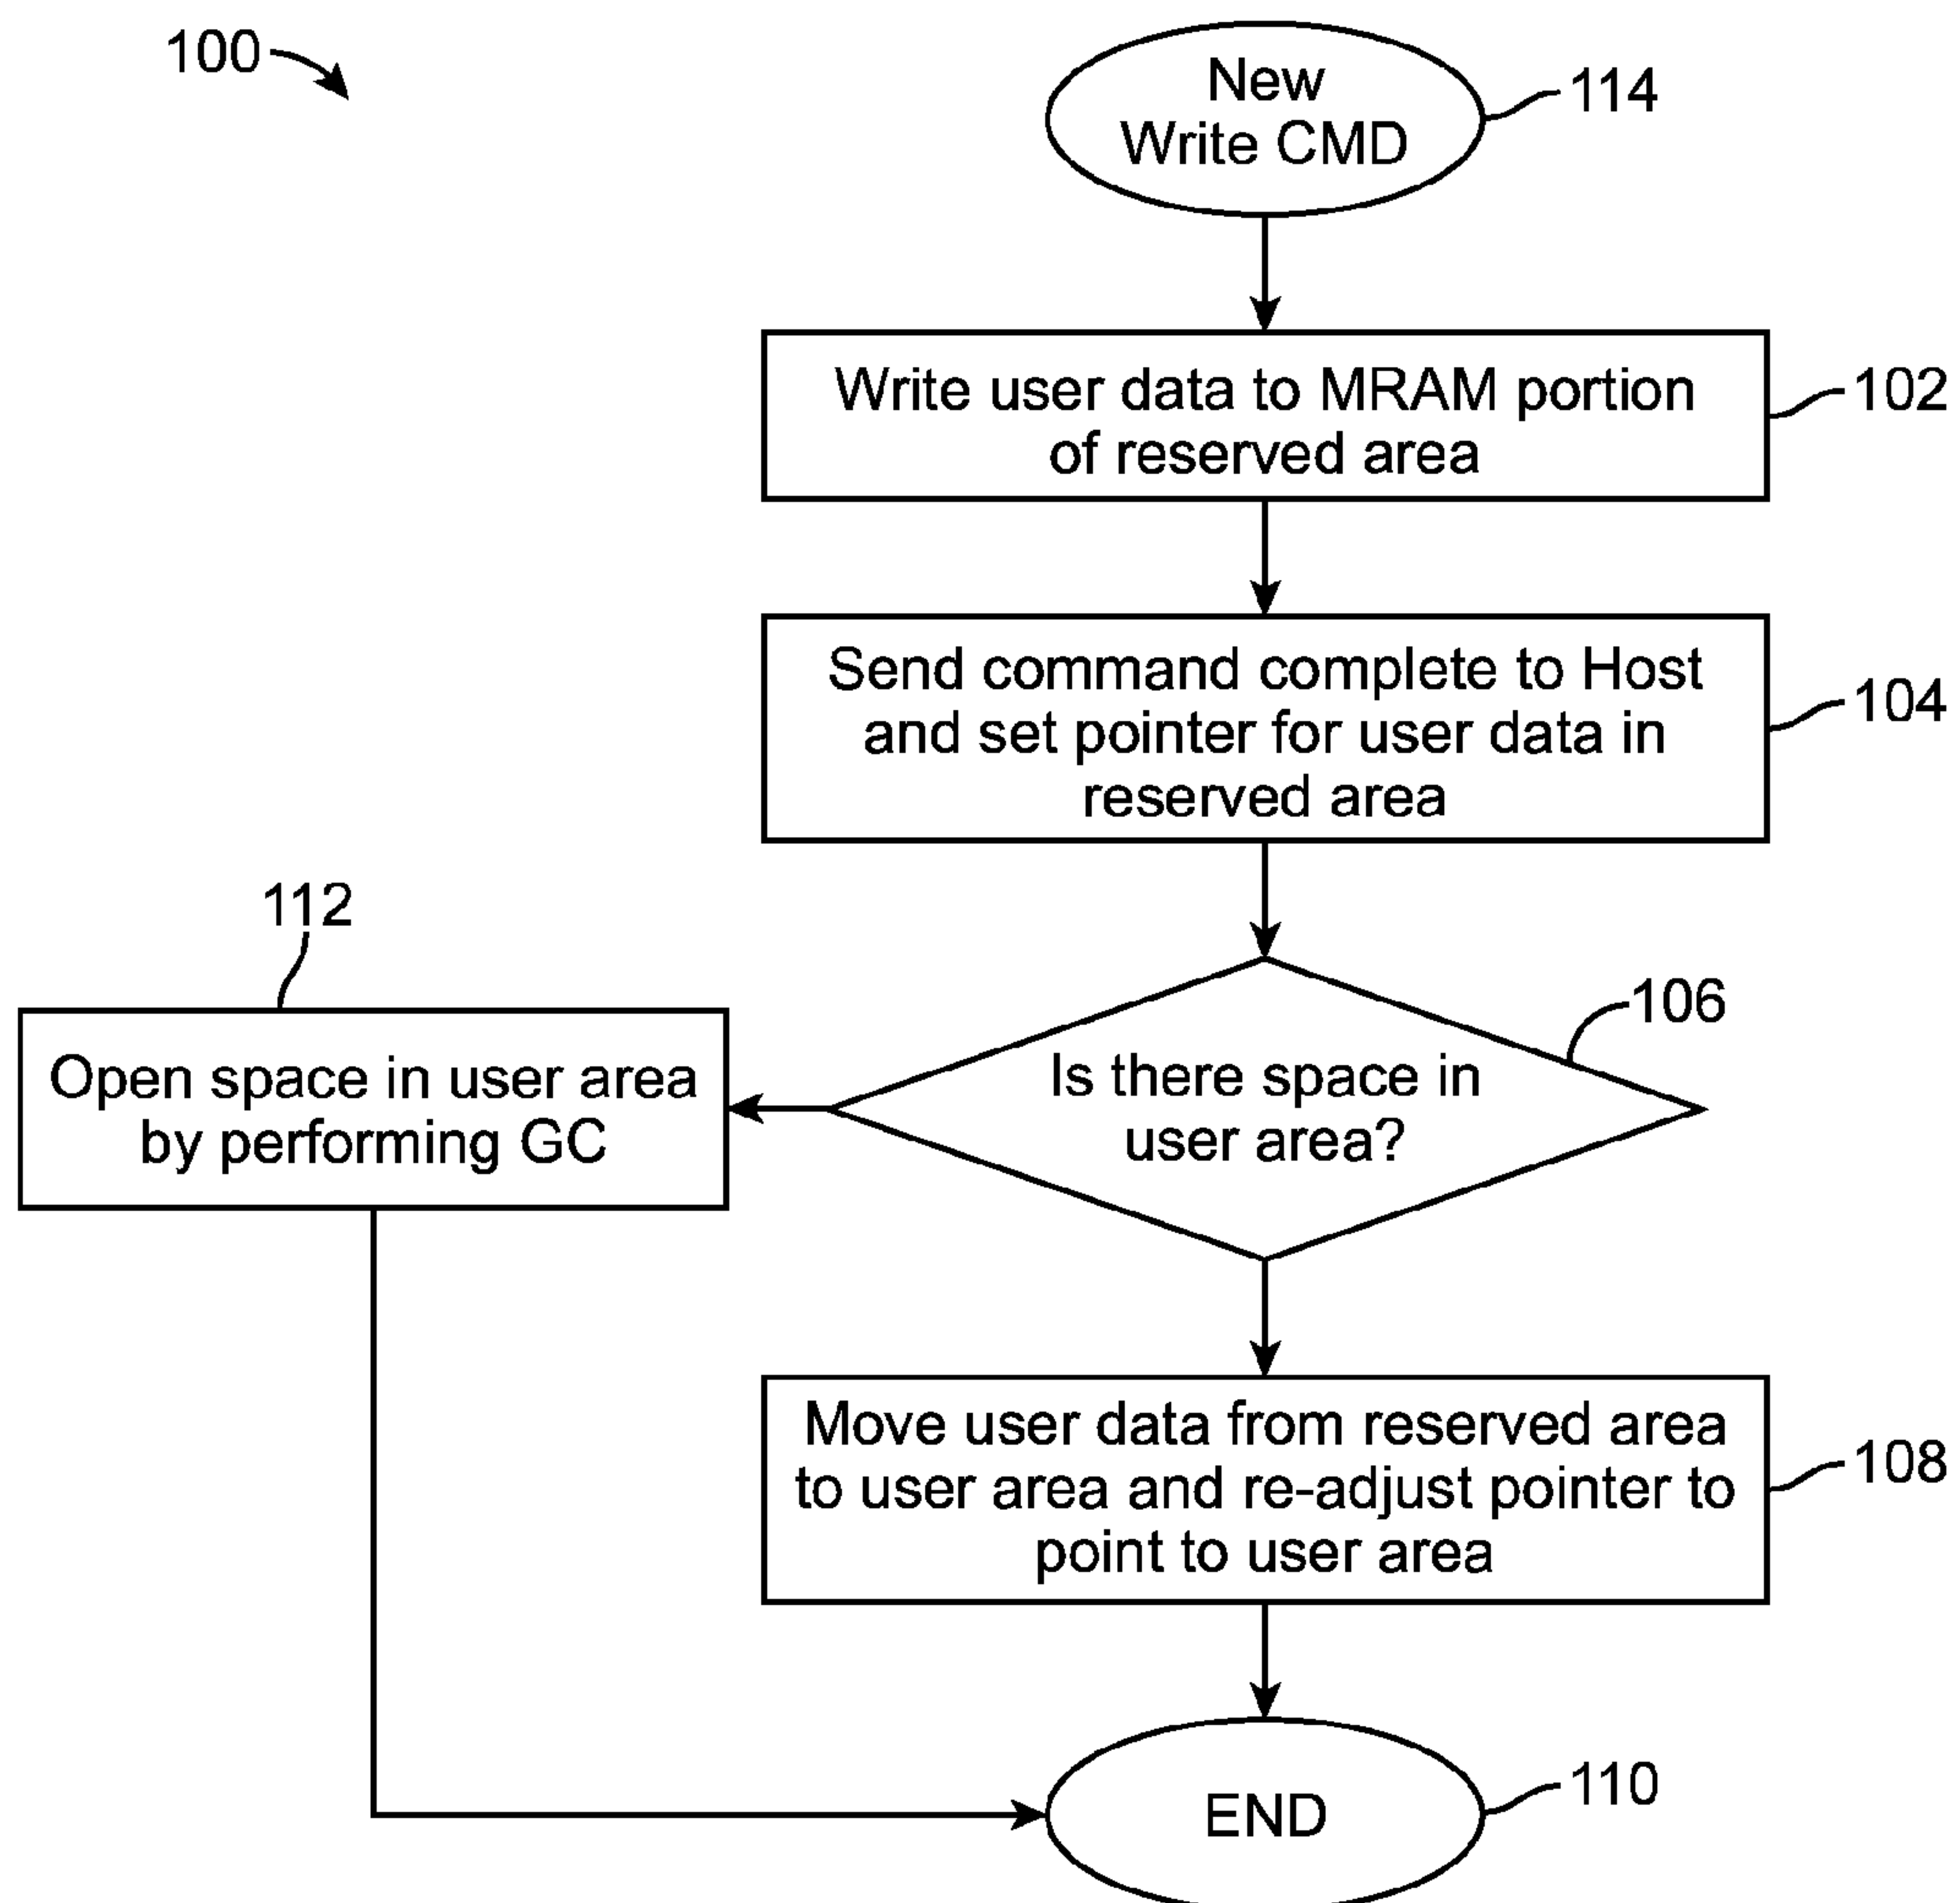 100
New
Write CMD
114
Write user data to MRAM portion
of reserved area
102
Send command complete to Host
and set pointer for user data in
reserved area
104
112
Open space in user area
by performing GC
Is there space in
user area?
106
Move user data from reserved area
to user area and re-adjust pointer to
point to user area
108
END
110